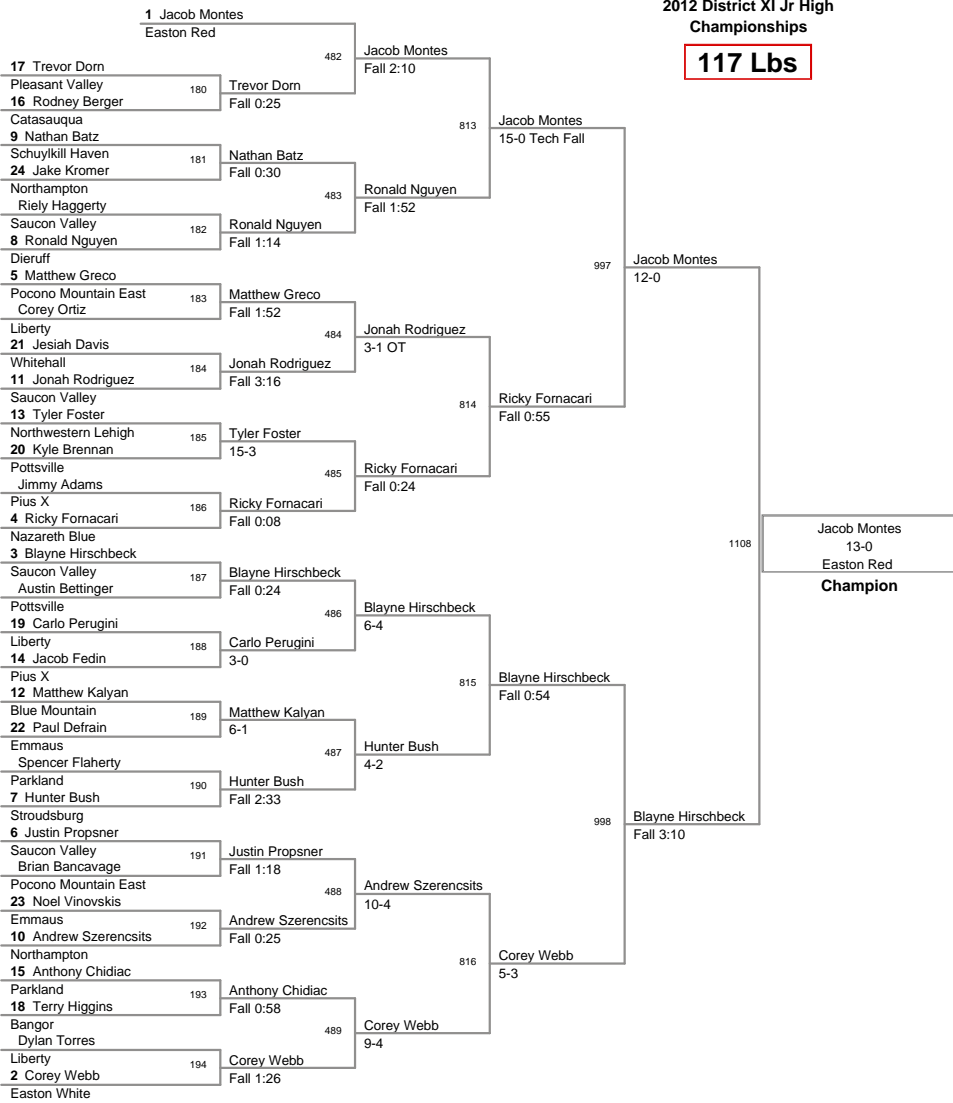 2012 District XI Jr High
Championships
117 Lbs
1 Jacob Montes
Easton Red
17 Trevor Dorn
Pleasant Valley
16 Rodney Berger
Catasauqua
9 Nathan Batz
Schuylkill Haven
24 Jake Kromer
Northampton
Riely Haggerty
Saucon Valley
8 Ronald Nguyen
Dieruff
5 Matthew Greco
Pocono Mountain East
Corey Ortiz
Liberty
21 Jesiah Davis
Whitehall
11 Jonah Rodriguez
Saucon Valley
13 Tyler Foster
Northwestern Lehigh
20 Kyle Brennan
Pottsville
Jimmy Adams
Pius X
4 Ricky Fornacari
Nazareth Blue
3 Blayne Hirschbeck
Saucon Valley
Austin Bettinger
Pottsville
19 Carlo Perugini
Liberty
14 Jacob Fedin
Pius X
12 Matthew Kalyan
Blue Mountain
22 Paul Defrain
Emmaus
Spencer Flaherty
Parkland
7 Hunter Bush
Stroudsburg
6 Justin Propsner
Saucon Valley
Brian Bancavage
Pocono Mountain East
23 Noel Vinovskis
Emmaus
10 Andrew Szerencsits
Northampton
15 Anthony Chidiac
Parkland
18 Terry Higgins
Bangor
Dylan Torres
Liberty
2 Corey Webb
Easton White
180
Trevor Dorn
Fall 0:25
181
Nathan Batz
Fall 0:30
182
Ronald Nguyen
Fall 1:14
183
Matthew Greco
Fall 1:52
184
Jonah Rodriguez
Fall 3:16
185
Tyler Foster
15-3
186
Ricky Fornacari
Fall 0:08
187
Blayne Hirschbeck
Fall 0:24
188
Carlo Perugini
3-0
189
Matthew Kalyan
6-1
190
Hunter Bush
Fall 2:33
191
Justin Propsner
Fall 1:18
192
Andrew Szerencsits
Fall 0:25
193
Anthony Chidiac
Fall 0:58
194
Corey Webb
Fall 1:26
482
Jacob Montes
Fall 2:10
483
Ronald Nguyen
Fall 1:52
484
Jonah Rodriguez
3-1 OT
485
Ricky Fornacari
Fall 0:24
486
Blayne Hirschbeck
6-4
487
Hunter Bush
4-2
488
Andrew Szerencsits
10-4
489
Corey Webb
9-4
813
Jacob Montes
15-0 Tech Fall
814
Ricky Fornacari
Fall 0:55
815
Blayne Hirschbeck
Fall 0:54
816
Corey Webb
5-3
997
Jacob Montes
12-0
998
Blayne Hirschbeck
Fall 3:10
1108
Jacob Montes
13-0
Easton Red
Champion